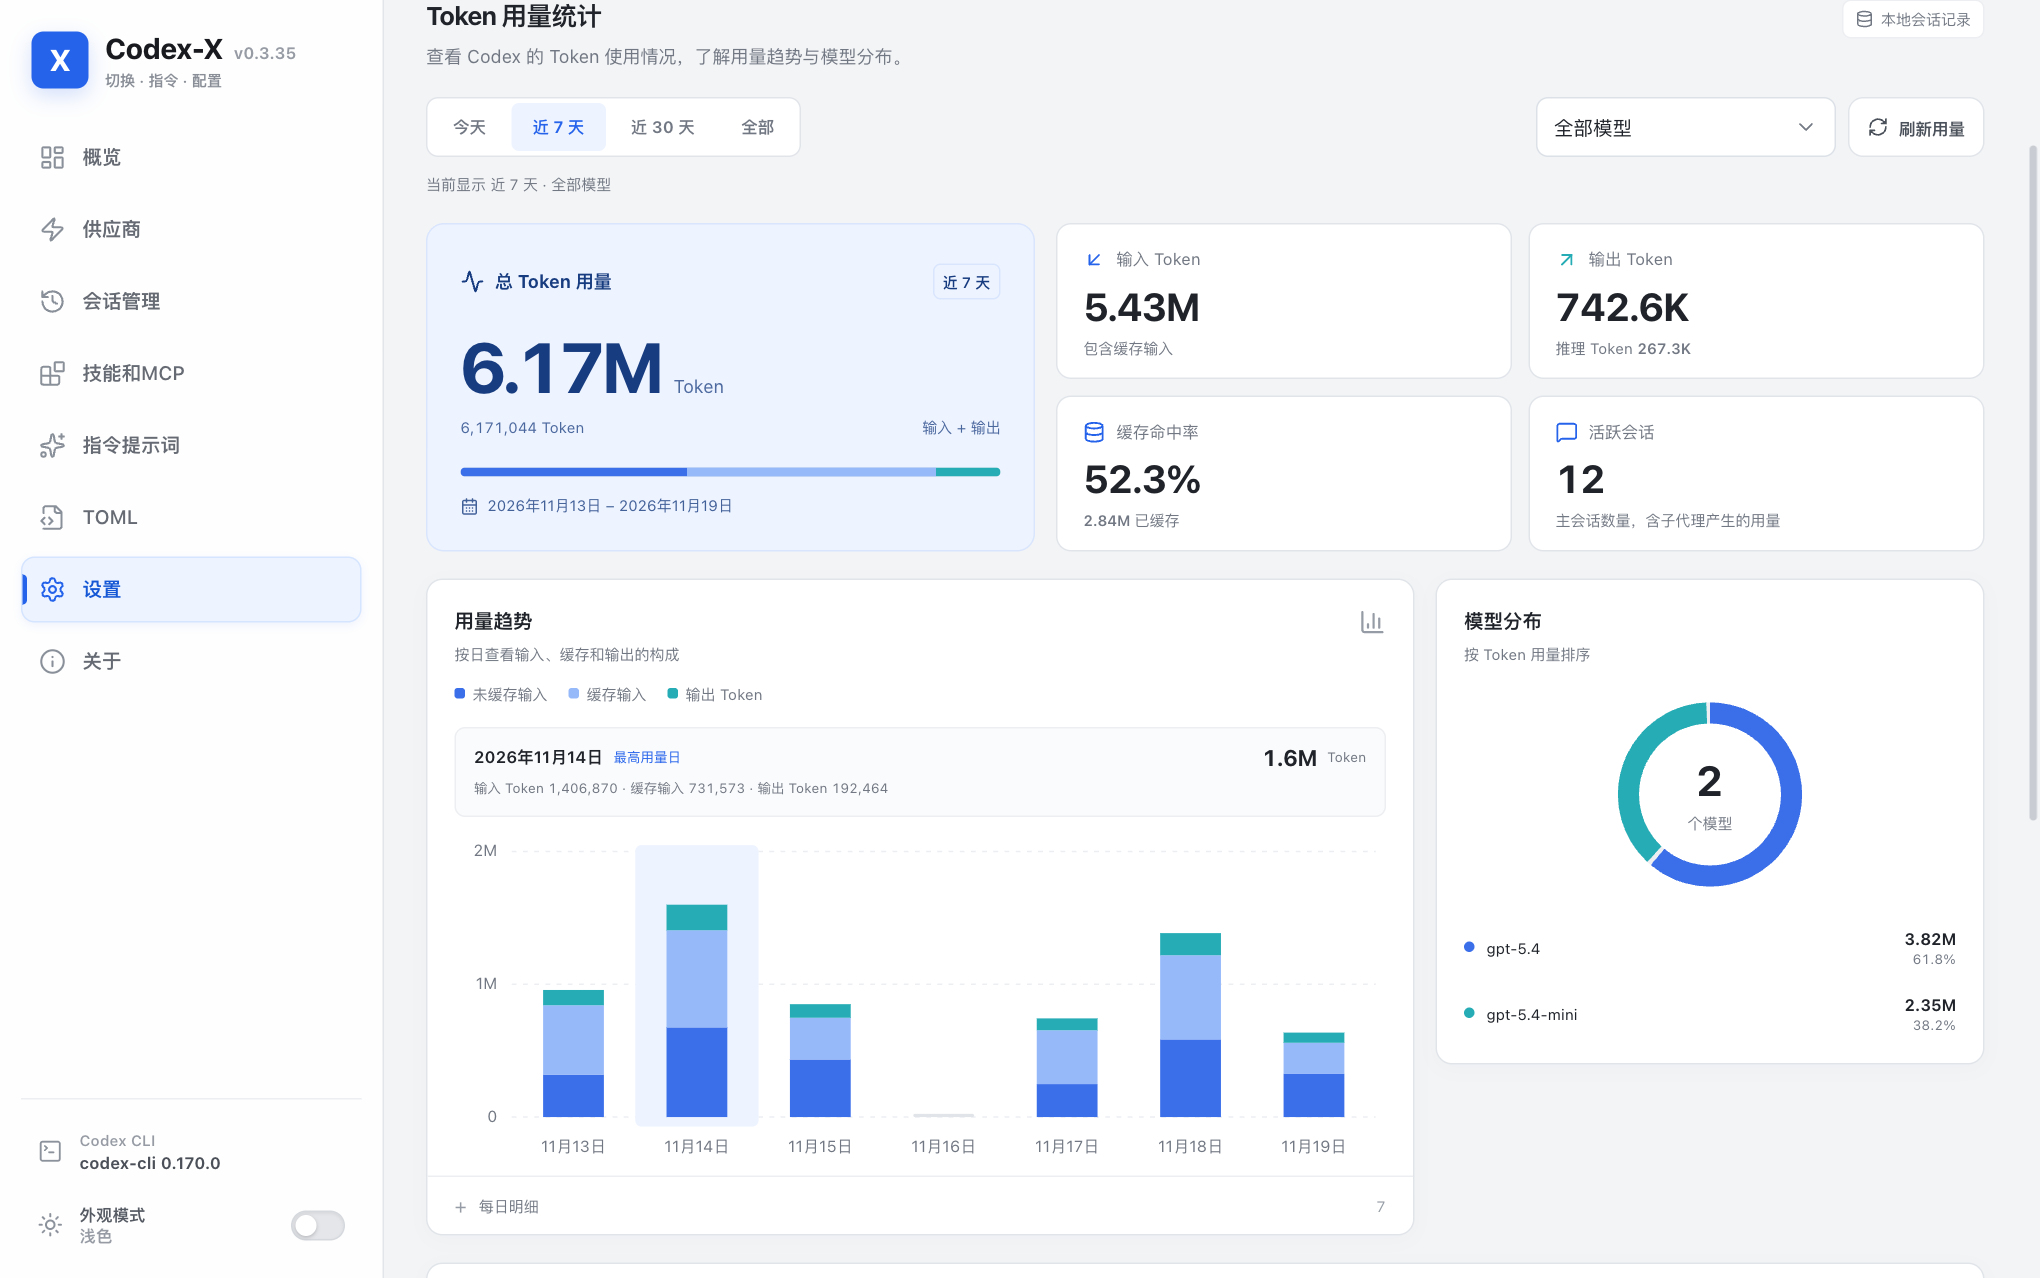 X
Codex-X v0.3.35
切换 · 指令 · 配置
概览
供应商
会话管理
技能和MCP
指令提示词
TOML
设置
关于
Codex CLI
codex-cli 0.170.0
外观模式
浅色
Token 用量统计
本地会话记录
查看 Codex 的 Token 使用情况，了解用量趋势与模型分布。
今天 近 7 天 近 30 天 全部
全部模型
刷新用量
当前显示 近 7 天 · 全部模型
总 Token 用量
近 7 天
6.17M Token
6,171,044 Token
输入 + 输出
2026年11月13日 – 2026年11月19日
输入 Token
5.43M
包含缓存输入
输出 Token
742.6K
推理 Token 267.3K
缓存命中率
52.3%
2.84M 已缓存
活跃会话
12
主会话数量，含子代理产生的用量
用量趋势
按日查看输入、缓存和输出的构成
未缓存输入 缓存输入 输出 Token
2026年11月14日 最高用量日
1.6M Token
输入 Token 1,406,870 · 缓存输入 731,573 · 输出 Token 192,464
2M
1M
0
11月13日 11月14日 11月15日 11月16日 11月17日 11月18日 11月19日
+ 每日明细
7
模型分布
按 Token 用量排序
2
个模型
gpt-5.4
3.82M
61.8%
gpt-5.4-mini
2.35M
38.2%